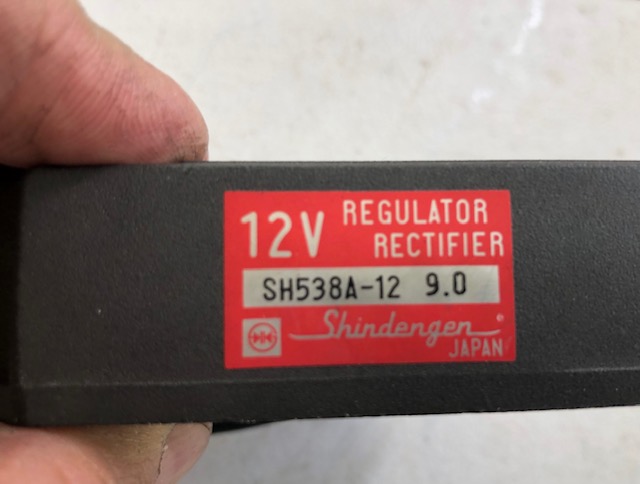 12V REGULATOR
RECTIFIER
SH538A-12 9.0
Shindengen
JAPAN